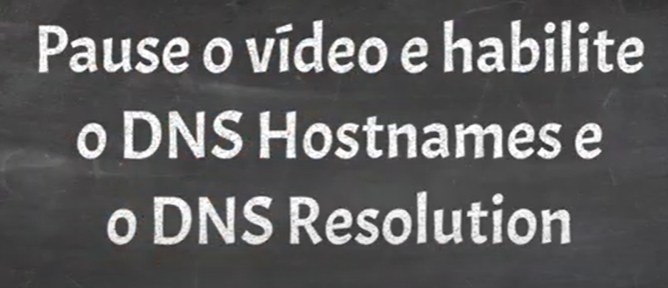 Pause o vídeo e habilite
o DNS Hostnames e
o DNS Resolution